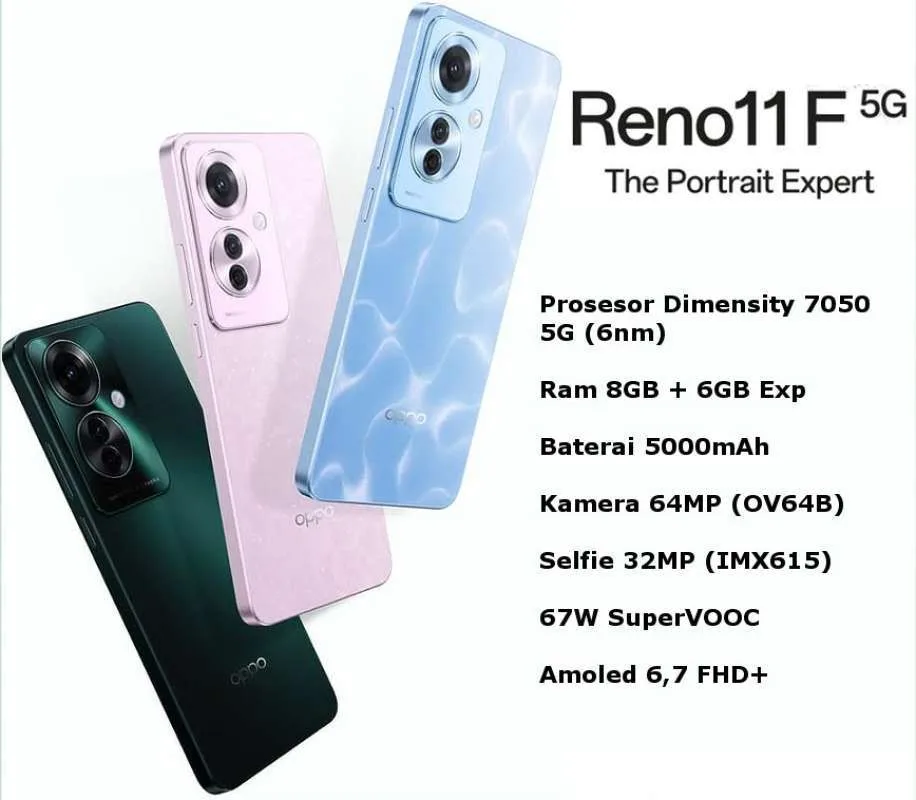 Reno11 F 5G
The Portrait Expert
Prosesor Dimensity 7050
5G (6nm)
Ram 8GB + 6GB Exp
Baterai 5000mAh
Kamera 64MP (OV64B)
Selfie 32MP (IMX615)
67W SuperVOOC
Amoled 6,7 FHD+
oppo
oppo
oppo